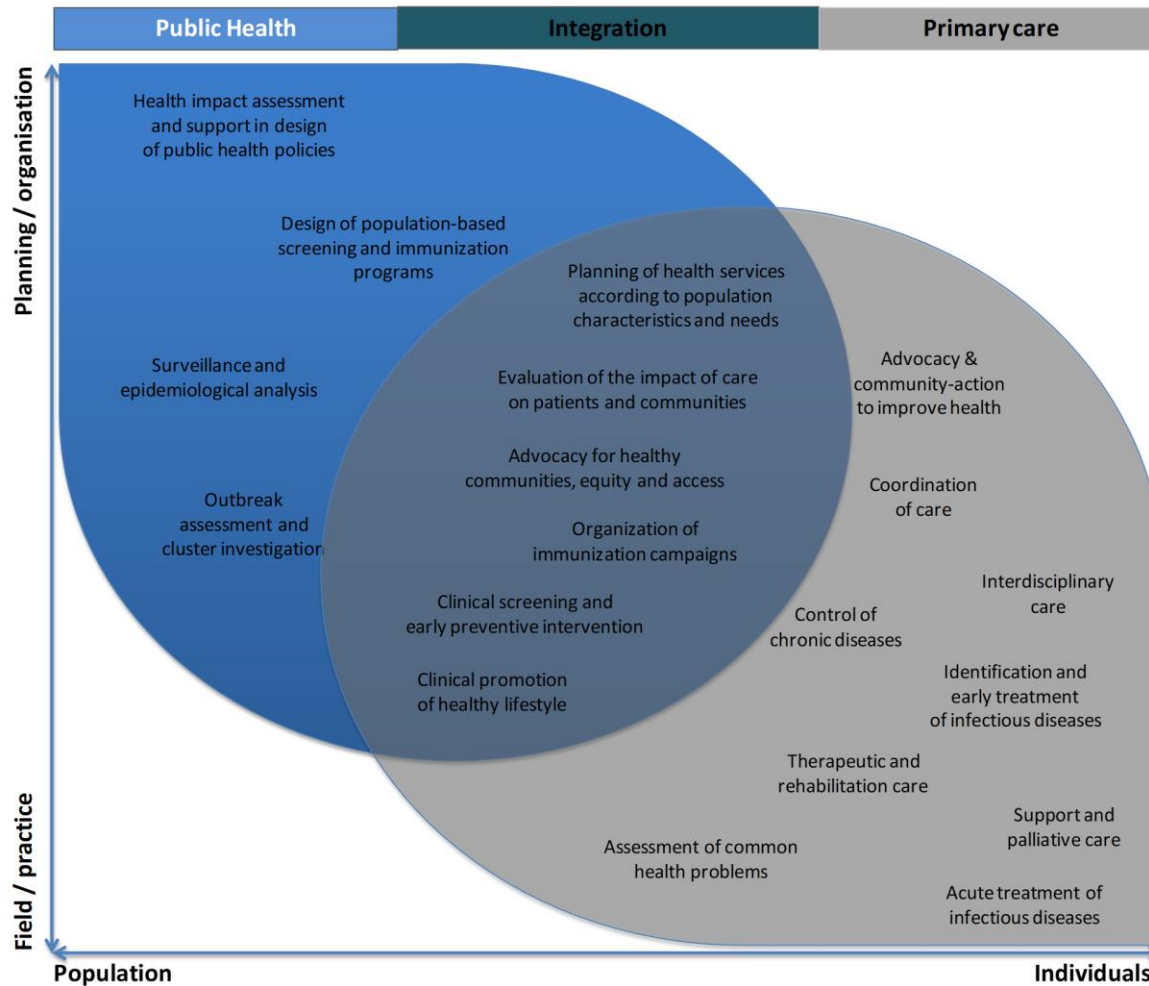 Public Health
Integration
Primary care
Planning / organisation
Field / practice
Health impact assessment
and support in design
of public health policies
Design of population-based
screening and immunization
programs
Surveillance and
epidemiological analysis
Outbreak
assessment and
cluster investigation
Planning of health services
according to population
characteristics and needs
Evaluation of the impact of care
on patients and communities
Advocacy for healthy
communities, equity and access
Organization of
immunization campaigns
Clinical screening and
early preventive intervention
Clinical promotion
of healthy lifestyle
Advocacy &
community-action
to improve health
Coordination
of care
Interdisciplinary
care
Control of
chronic diseases
Identification and
early treatment
of infectious diseases
Therapeutic and
rehabilitation care
Support and
palliative care
Assessment of common
health problems
Acute treatment of
infectious diseases
Population
Individuals